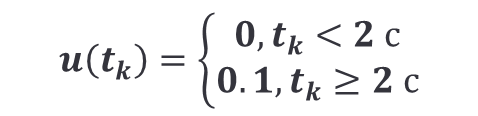 u(t_k) = { 0, t_k < 2 с
0.1, t_k ≥ 2 с